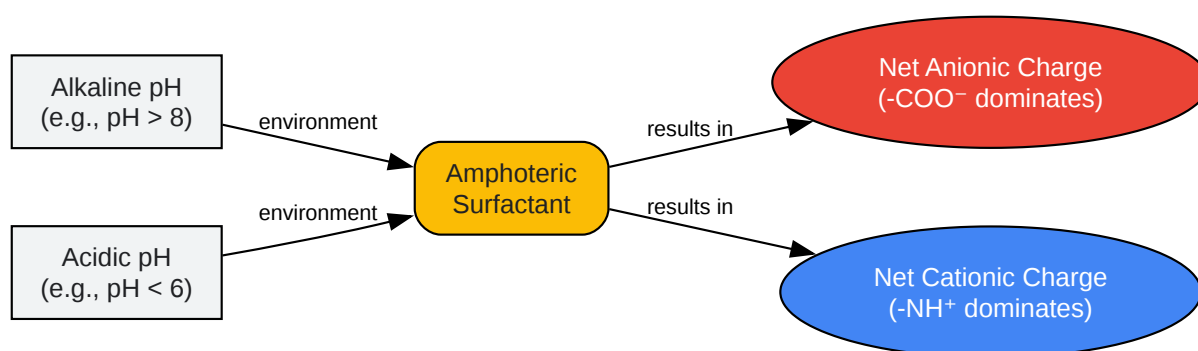 Alkaline pH
(e.g., pH > 8)
environment
Acidic pH
(e.g., pH < 6)
environment
Amphoteric
Surfactant
results in
Net Anionic Charge
(-COO⁻ dominates)
results in
Net Cationic Charge
(-NH⁺ dominates)